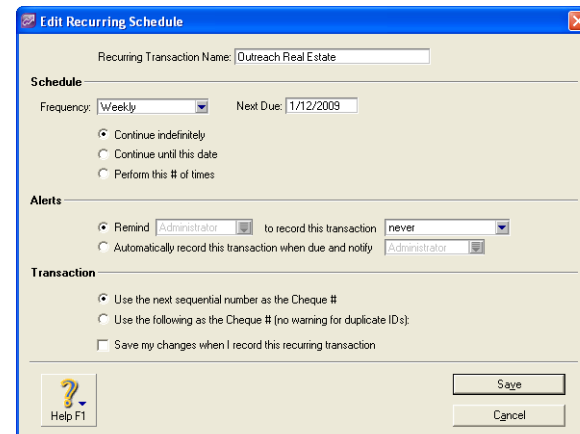 Edit Recurring Schedule
Recurring Transaction Name: Outreach Real Estate
Schedule
Frequency: Weekly Next Due: 1/12/2009
Continue indefinitely
Continue until this date
Perform this # of times
Alerts
Remind Administrator to record this transaction never
Automatically record this transaction when due and notify Administrator
Transaction
Use the next sequential number as the Cheque #
Use the following as the Cheque # (no warning for duplicate IDs):
Save my changes when I record this recurring transaction
Help F1
Save
Cancel